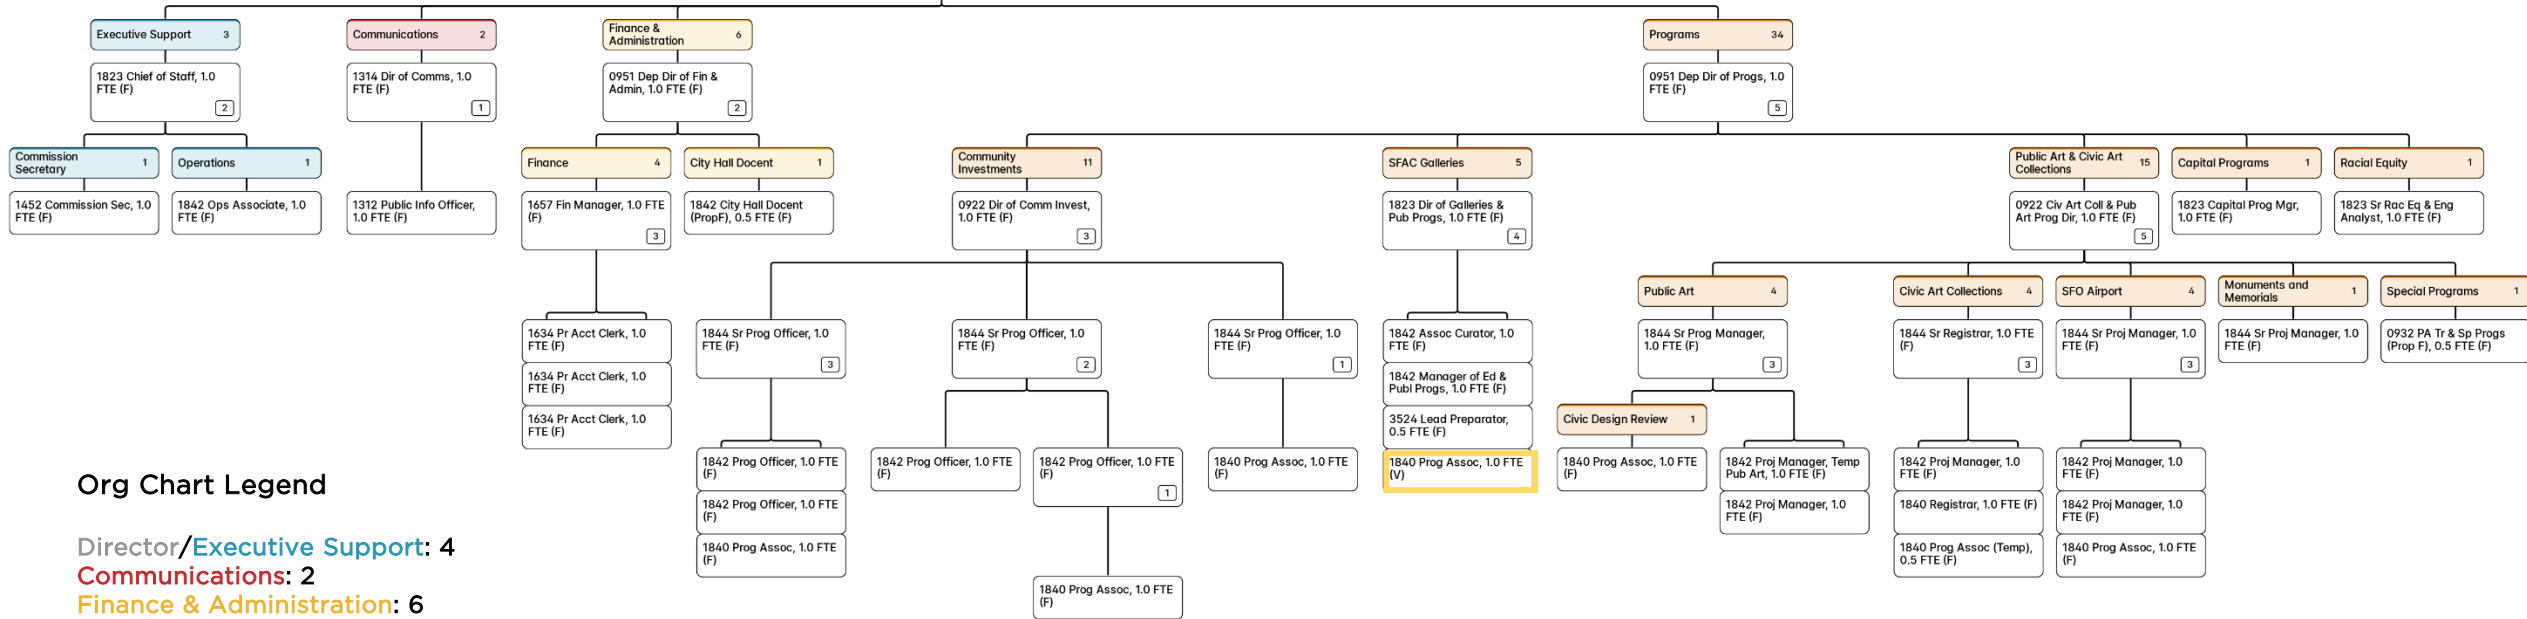 Executive Support 3
Communications 2
Finance &
Administration 6
Programs 34
1823 Chief of Staff, 1.0
FTE (F)
2
1314 Dir of Comms, 1.0
FTE (F)
1
0951 Dep Dir of Fin &
Admin, 1.0 FTE (F)
2
0951 Dep Dir of Progs, 1.0
FTE (F)
5
Commission
Secretary 1
Operations 1
Finance 4
City Hall Docent 1
Community
Investments 11
SFAC Galleries 5
Public Art & Civic Art
Collections 15
Capital Programs 1
Racial Equity 1
1452 Commission Sec, 1.0
FTE (F)
1842 Ops Associate, 1.0
FTE (F)
1312 Public Info Officer,
1.0 FTE (F)
1657 Fin Manager, 1.0 FTE
(F)
3
1842 City Hall Docent
(PropF), 0.5 FTE (F)
0922 Dir of Comm Invest,
1.0 FTE (F)
3
1823 Dir of Galleries &
Pub Progs, 1.0 FTE (F)
4
0922 Civ Art Coll & Pub
Art Prog Dir, 1.0 FTE (F)
5
1823 Capital Prog Mgr,
1.0 FTE (F)
1823 Sr Rac Eq & Eng
Analyst, 1.0 FTE (F)
Public Art 4
Civic Art Collections 4
SFO Airport 4
Monuments and
Memorials 1
Special Programs 1
1634 Pr Acct Clerk, 1.0
FTE (F)
1634 Pr Acct Clerk, 1.0
FTE (F)
1634 Pr Acct Clerk, 1.0
FTE (F)
1844 Sr Prog Officer, 1.0
FTE (F)
3
1844 Sr Prog Officer, 1.0
FTE (F)
2
1844 Sr Prog Officer, 1.0
FTE (F)
1
1842 Assoc Curator, 1.0
FTE (F)
1842 Manager of Ed &
Publ Progs, 1.0 FTE (F)
3524 Lead Preparator,
0.5 FTE (F)
1840 Prog Assoc, 1.0 FTE
(V)
1844 Sr Prog Manager,
1.0 FTE (F)
3
1844 Sr Registrar, 1.0 FTE
(F)
3
1844 Sr Proj Manager, 1.0
FTE (F)
3
1844 Sr Proj Manager, 1.0
FTE (F)
0932 PA Tr & Sp Progs
(Prop F), 0.5 FTE (F)
Civic Design Review 1
1842 Prog Officer, 1.0 FTE
(F)
1842 Prog Officer, 1.0 FTE
(F)
1840 Prog Assoc, 1.0 FTE
(F)
1842 Prog Officer, 1.0 FTE
(F)
1842 Prog Officer, 1.0 FTE
(F)
1
1840 Prog Assoc, 1.0 FTE
(F)
1840 Prog Assoc, 1.0 FTE
(F)
1840 Prog Assoc, 1.0 FTE
(F)
1842 Proj Manager, Temp
Pub Art, 1.0 FTE (F)
1842 Proj Manager, 1.0
FTE (F)
1842 Proj Manager, 1.0
FTE (F)
1840 Registrar, 1.0 FTE (F)
1840 Prog Assoc (Temp),
0.5 FTE (F)
1842 Proj Manager, 1.0
FTE (F)
1842 Proj Manager, 1.0
FTE (F)
1840 Prog Assoc, 1.0 FTE
(F)
Org Chart Legend
Director/Executive Support: 4
Communications: 2
Finance & Administration: 6